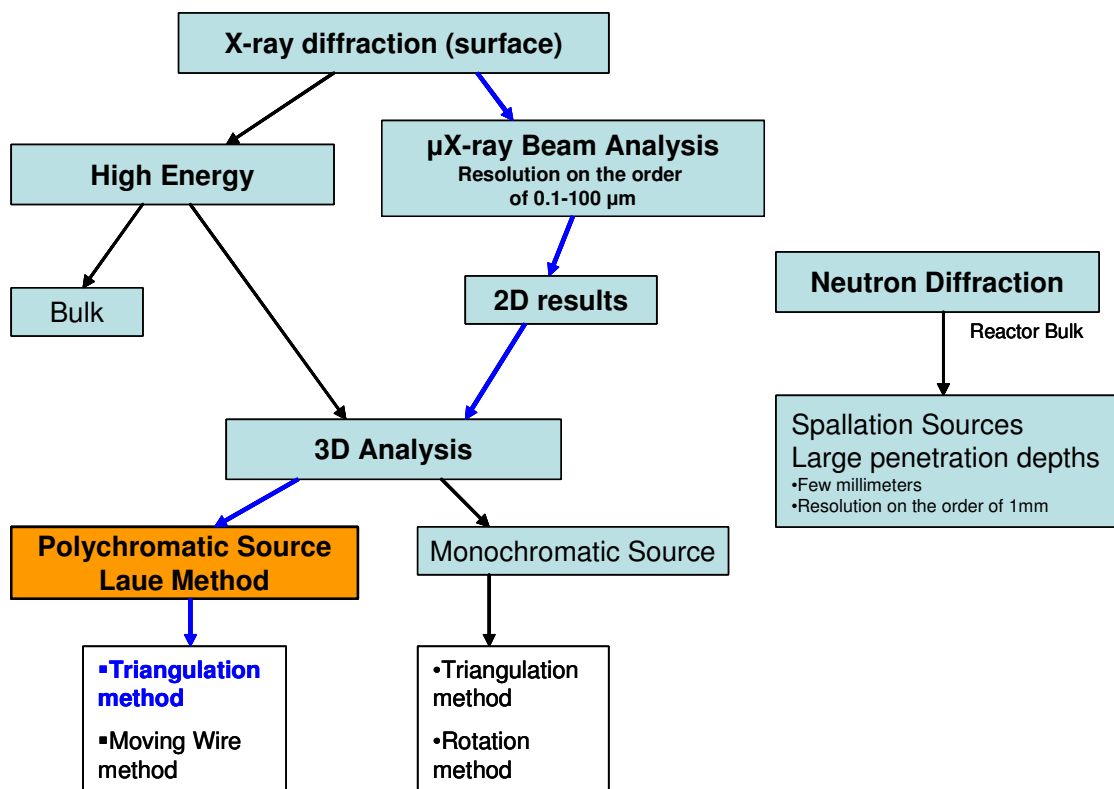 X-ray diffraction (surface)
High Energy
µX-ray Beam Analysis
Resolution on the order
of 0.1-100 µm
Bulk
2D results
Neutron Diffraction
Reactor Bulk
3D Analysis
Spallation Sources
Large penetration depths
•Few millimeters
•Resolution on the order of 1mm
Polychromatic Source
Laue Method
Monochromatic Source
▪Triangulation
method
▪Moving Wire
method
•Triangulation
method
•Rotation
method